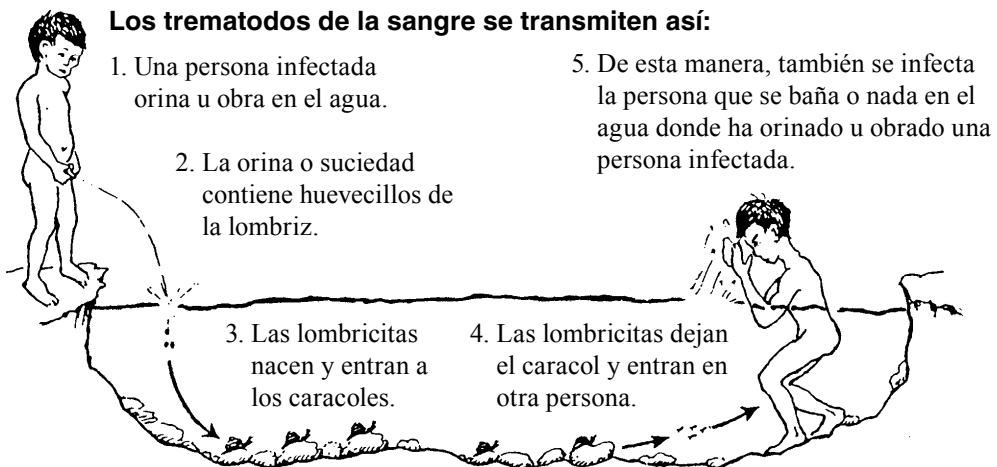 Los trematodos de la sangre se transmiten así:
1. Una persona infectada
orina u obra en el agua.
2. La orina o suciedad
contiene huevecillos de
la lombriz.
3. Las lombricitas
nacen y entran a
los caracoles.
4. Las lombricitas dejan
el caracol y entran en
otra persona.
5. De esta manera, también se infecta
la persona que se baña o nada en el
agua donde ha orinado u obrado una
persona infectada.